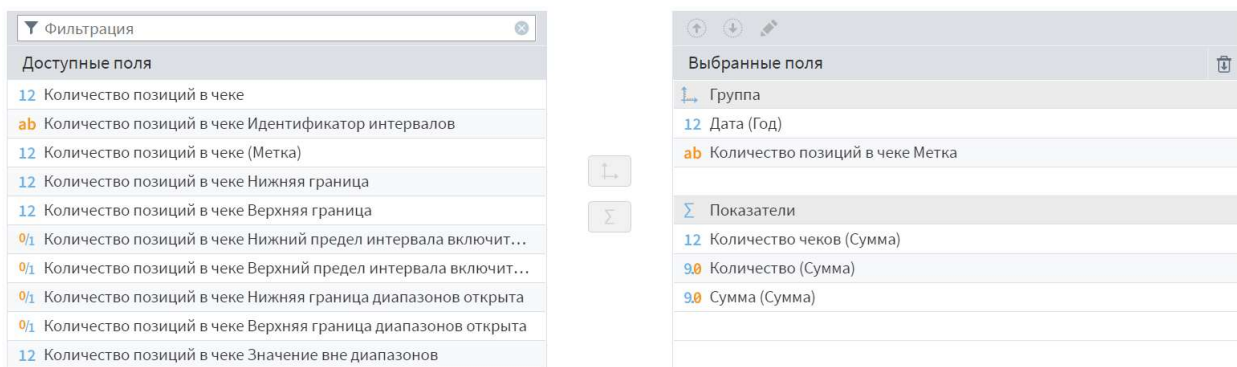 Фильтрация
Доступные поля
12 Количество позиций в чеке
ab Количество позиций в чеке Идентификатор интервалов
12 Количество позиций в чеке (Метка)
12 Количество позиций в чеке Нижняя граница
12 Количество позиций в чеке Верхняя граница
0/1 Количество позиций в чеке Нижний предел интервала включит...
0/1 Количество позиций в чеке Верхний предел интервала включит...
0/1 Количество позиций в чеке Нижняя граница диапазонов открыта
0/1 Количество позиций в чеке Верхняя граница диапазонов открыта
12 Количество позиций в чеке Значение вне диапазонов
Σ
Выбранные поля
Группа
12 Дата (Год)
ab Количество позиций в чеке Метка
Σ Показатели
12 Количество чеков (Сумма)
9.0 Количество (Сумма)
9.0 Сумма (Сумма)